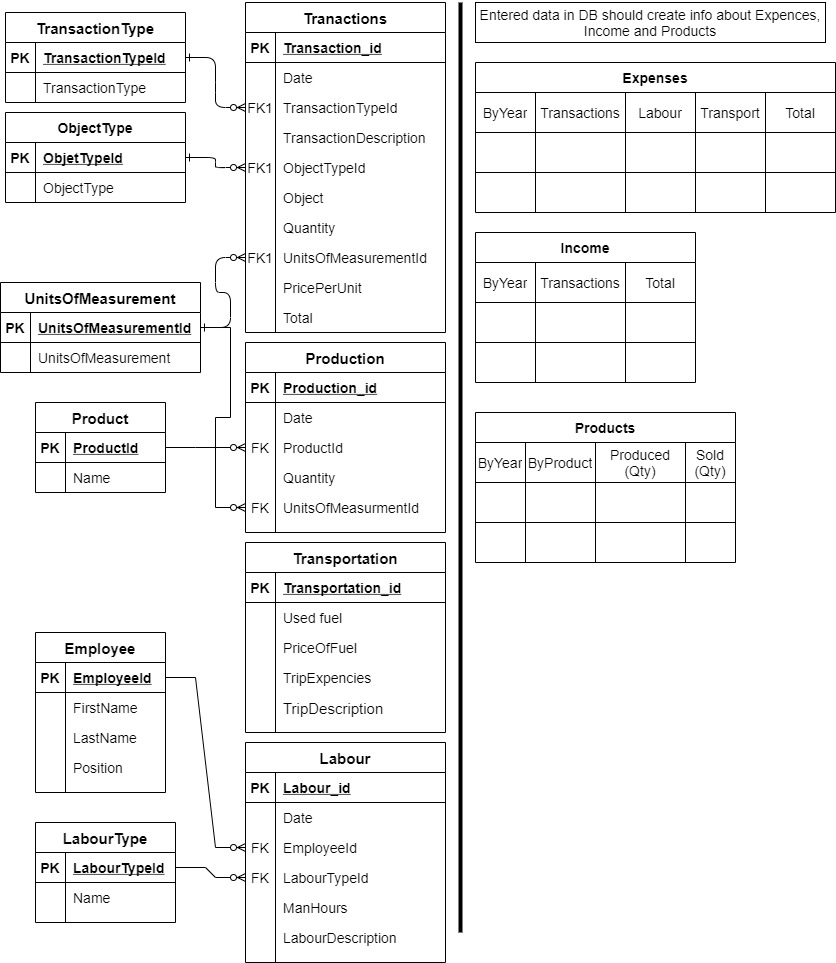 TransactionType
PK TransactionTypeId
TransactionType
ObjectType
PK ObjetTypeId
ObjectType
UnitsOfMeasurement
PK UnitsOfMeasurementId
UnitsOfMeasurement
Product
PK ProductId
Name
Employee
PK EmployeeId
FirstName
LastName
Position
LabourType
PK LabourTypeId
Name
Tranactions
PK Transaction_id
Date
FK1 TransactionTypeId
TransactionDescription
FK1 ObjectTypeId
Object
Quantity
FK1 UnitsOfMeasurementId
PricePerUnit
Total
Production
PK Production_id
Date
FK ProductId
Quantity
FK UnitsOfMeasurmentId
Transportation
PK Transportation_id
Used fuel
PriceOfFuel
TripExpencies
TripDescription
Labour
PK Labour_id
Date
FK EmployeeId
FK LabourTypeId
ManHours
LabourDescription
Entered data in DB should create info about Expences,
Income and Products
Expenses
ByYear Transactions Labour Transport Total
Income
ByYear Transactions Total
Products
ByYear ByProduct Produced (Qty) Sold (Qty)